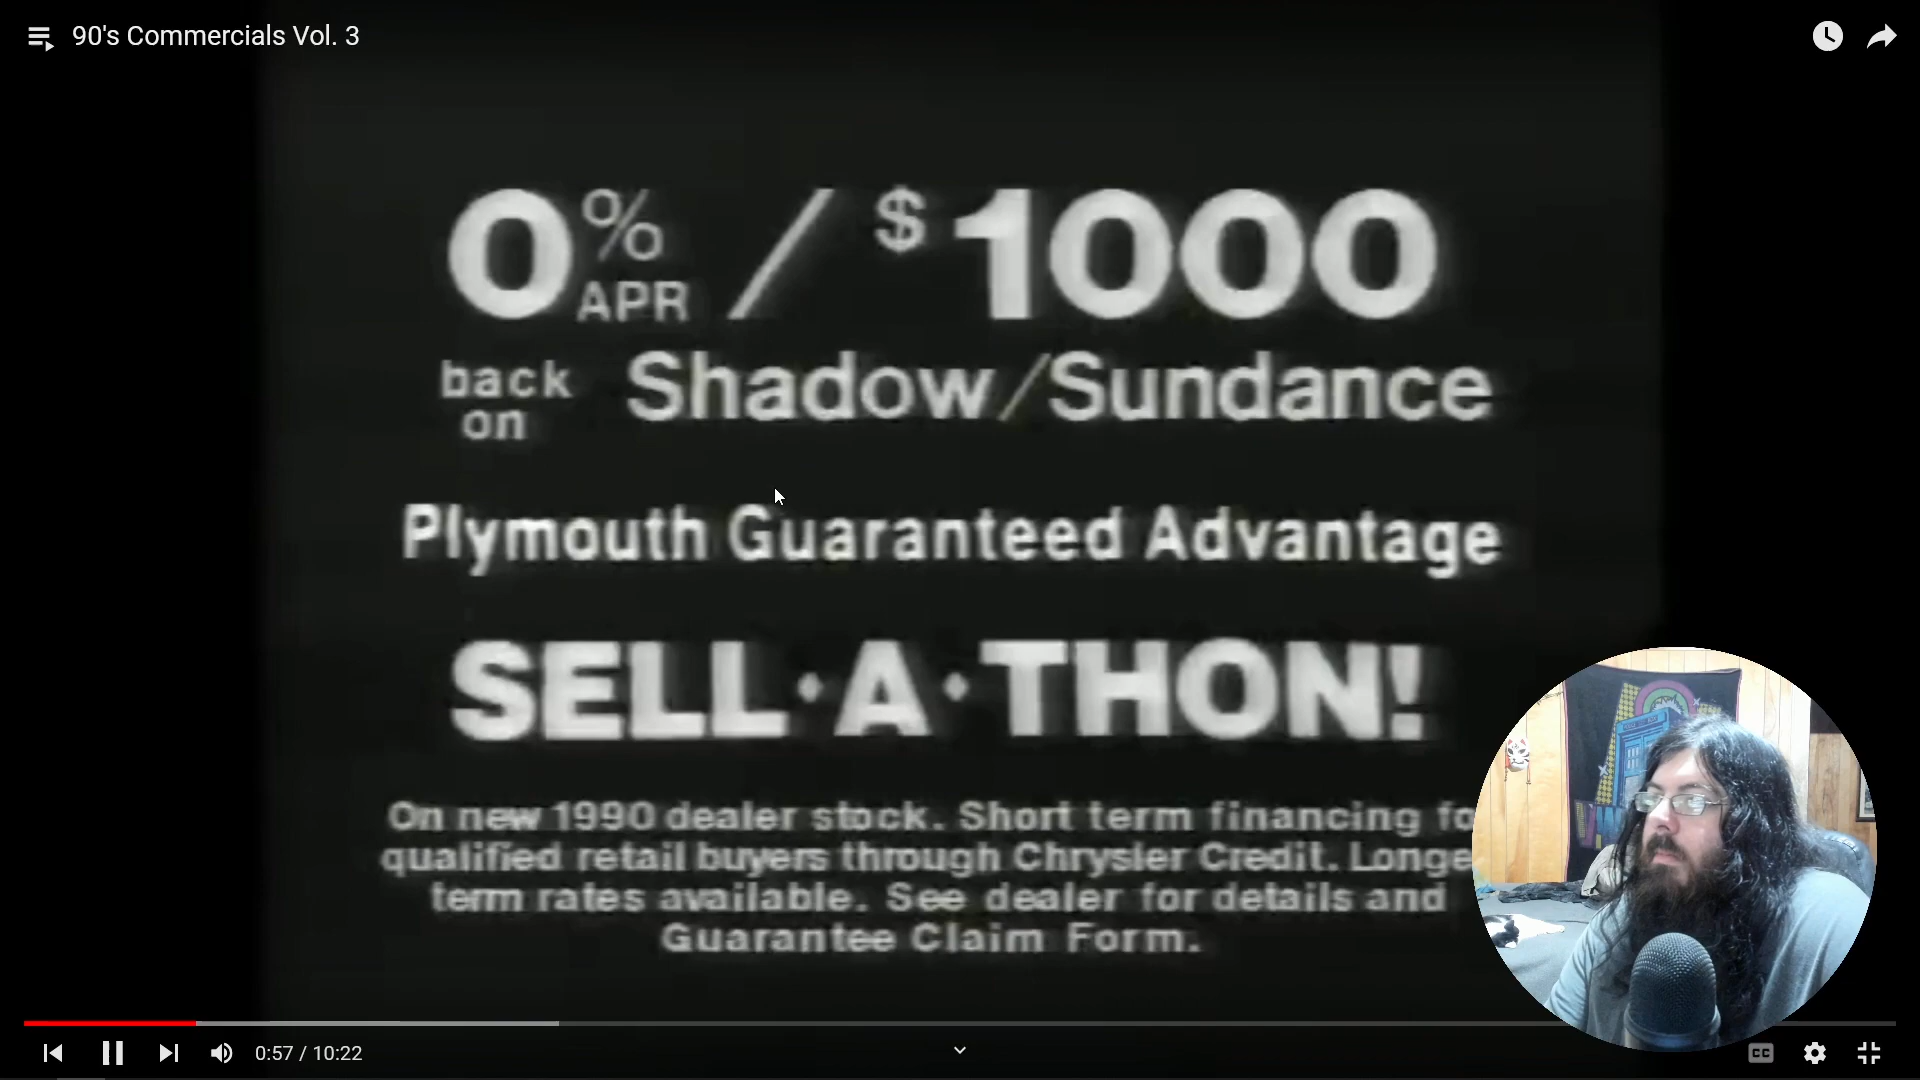 90's Commercials Vol. 3
0% APR / $1000
back on Shadow/Sundance
Plymouth Guaranteed Advantage
SELL·A·THON!
On new 1990 dealer stock. Short term financing fo
qualified retail buyers through Chrysler Credit. Longe
term rates available. See dealer for details and
Guarantee Claim Form.
0:57 / 10:22
CC